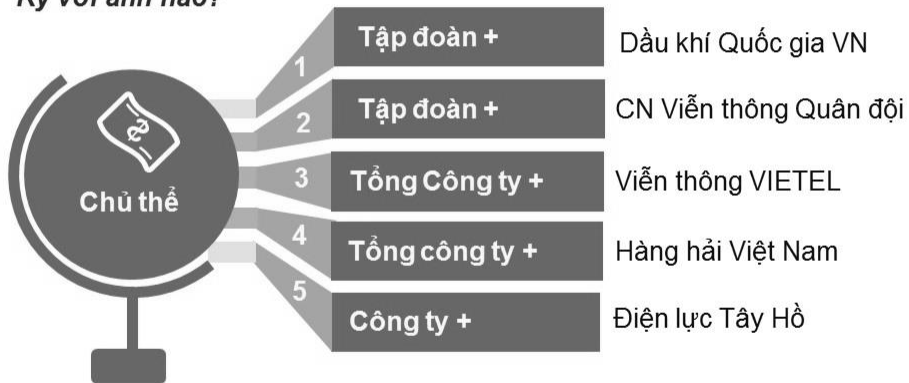 Ký với anh nào?
Chủ thể
1 Tập đoàn + Dầu khí Quốc gia VN
2 Tập đoàn + CN Viễn thông Quân đội
3 Tổng Công ty + Viễn thông VIETEL
4 Tổng công ty + Hàng hải Việt Nam
5 Công ty + Điện lực Tây Hồ